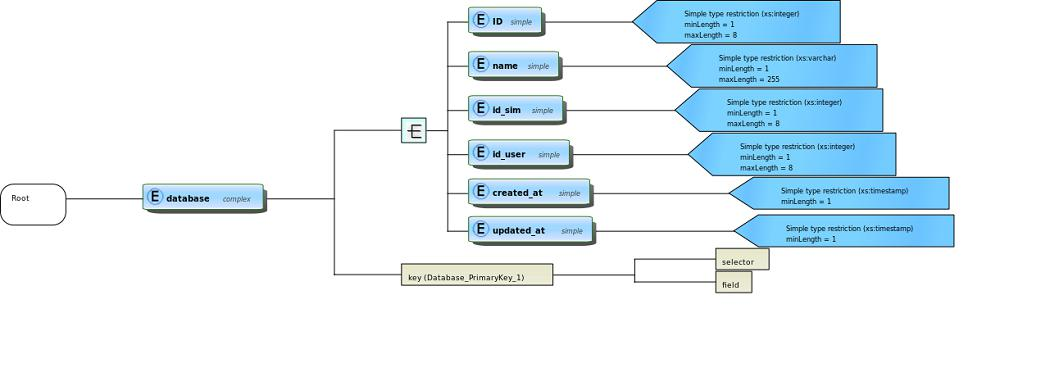 E ID simple
Simple type restriction (xs:integer)
minLength = 1
maxLength = 8
E name simple
Simple type restriction (xs:varchar)
minLength = 1
maxLength = 255
E id_sim simple
Simple type restriction (xs:integer)
minLength = 1
maxLength = 8
E id_user simple
Simple type restriction (xs:integer)
minLength = 1
maxLength = 8
Root
E database complex
E created_at simple
Simple type restriction (xs:timestamp)
minLength = 1
E updated_at simple
Simple type restriction (xs:timestamp)
minLength = 1
key (Database_PrimaryKey_1)
selector
field